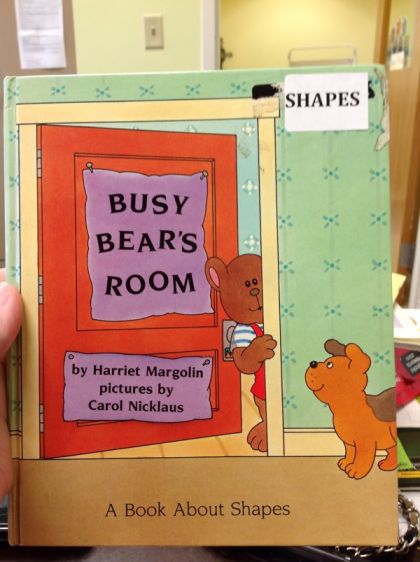 SHAPES
BUSY
BEAR'S
ROOM
by Harriet Margolin
pictures by
Carol Nicklaus
A Book About Shapes